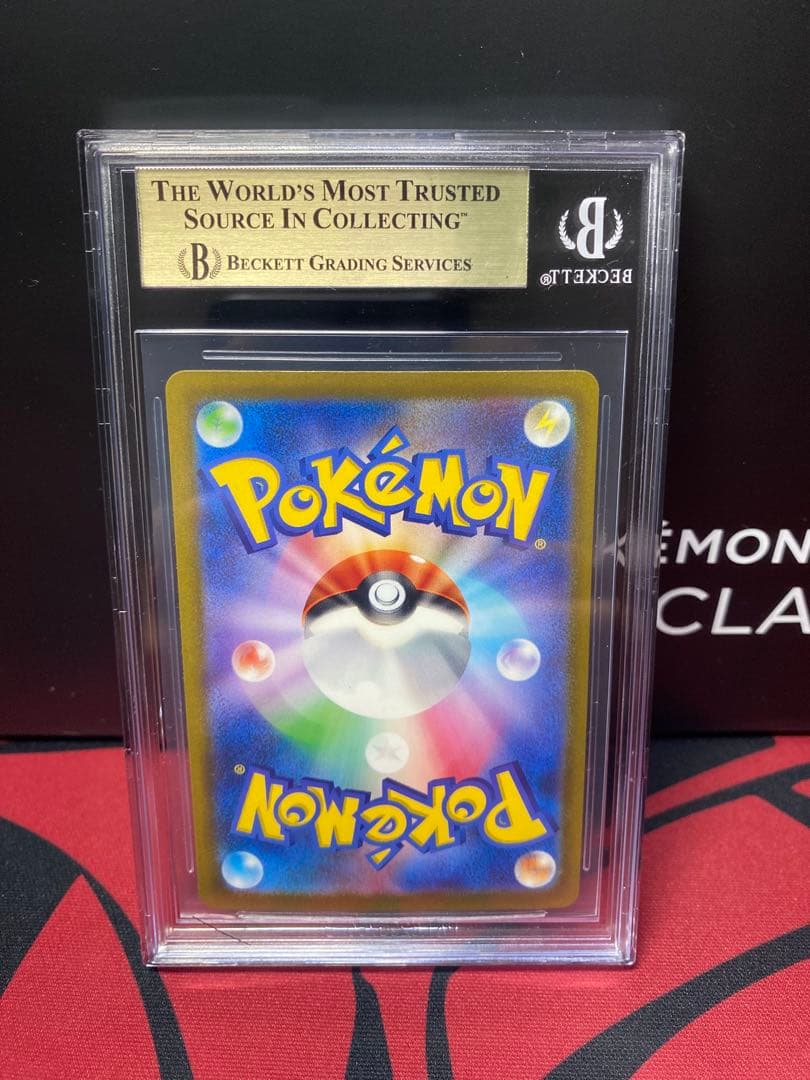 THE WORLD'S MOST TRUSTED
SOURCE IN COLLECTING™
B BECKETT GRADING SERVICES
B
BECKETT®
POKéMON®
ÉMON
CLA
POKéMON®